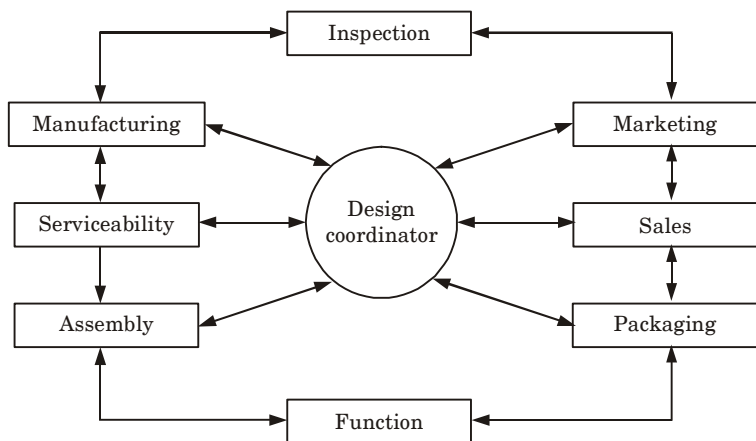 Inspection
Manufacturing
Marketing
Serviceability
Design
coordinator
Sales
Assembly
Packaging
Function